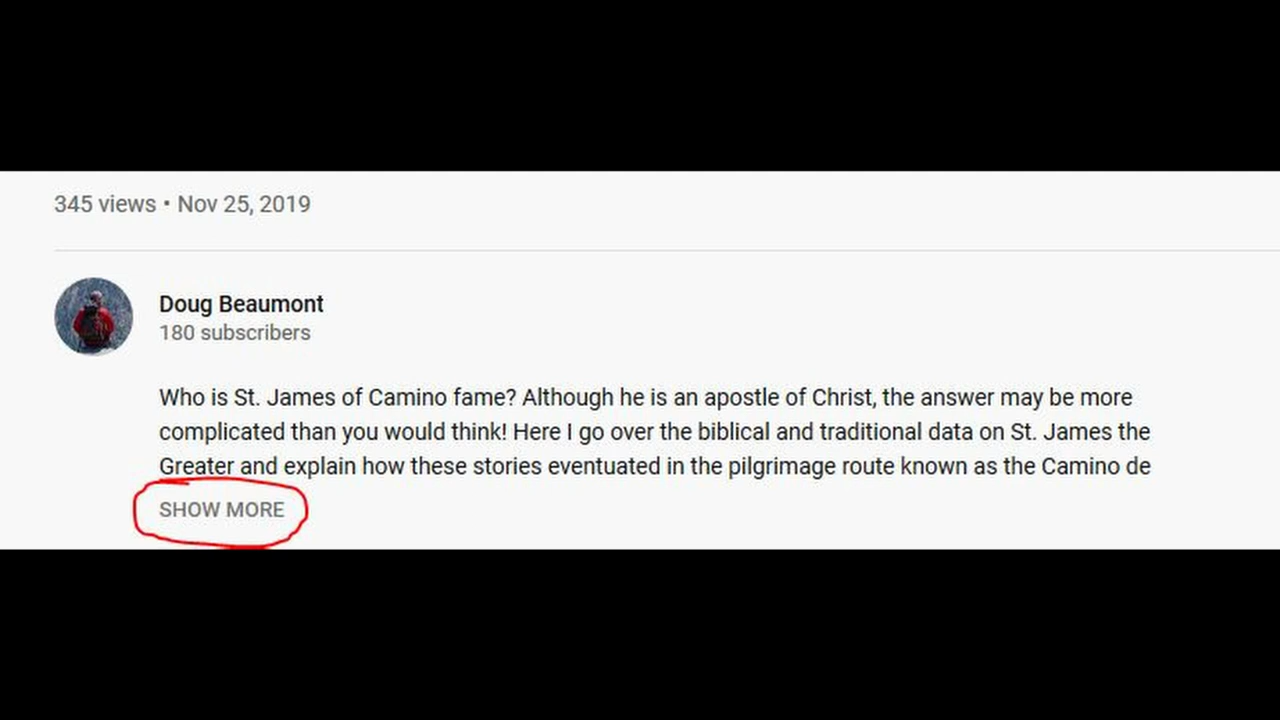 345 views • Nov 25, 2019
Doug Beaumont
180 subscribers
Who is St. James of Camino fame? Although he is an apostle of Christ, the answer may be more
complicated than you would think! Here I go over the biblical and traditional data on St. James the
Greater and explain how these stories eventuated in the pilgrimage route known as the Camino de
SHOW MORE